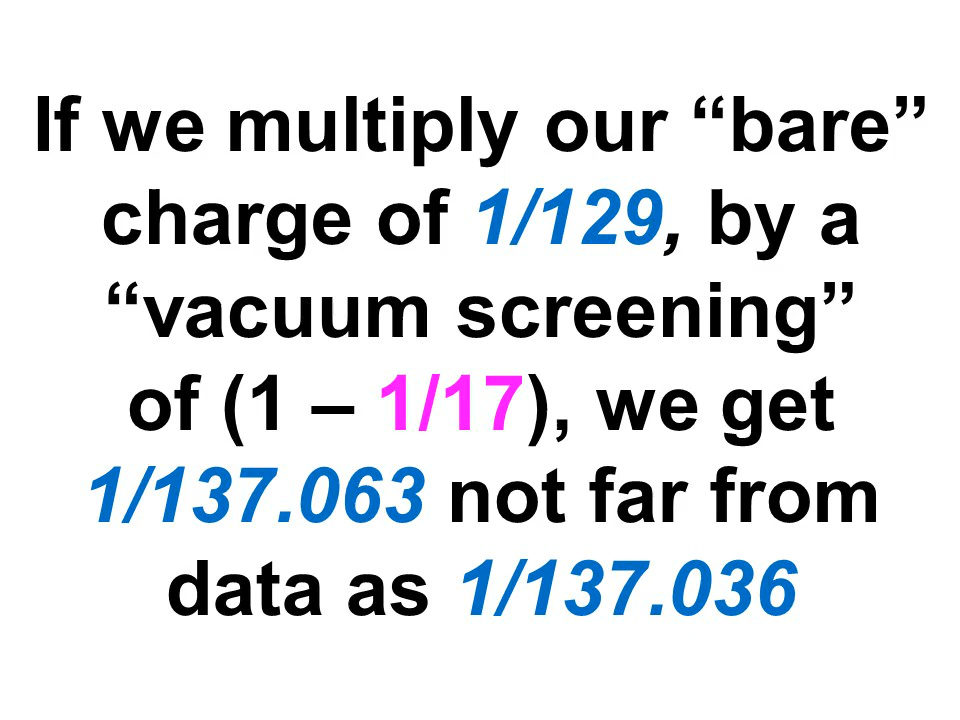 If we multiply our “bare”
charge of 1/129, by a
“vacuum screening”
of (1 – 1/17), we get
1/137.063 not far from
data as 1/137.036